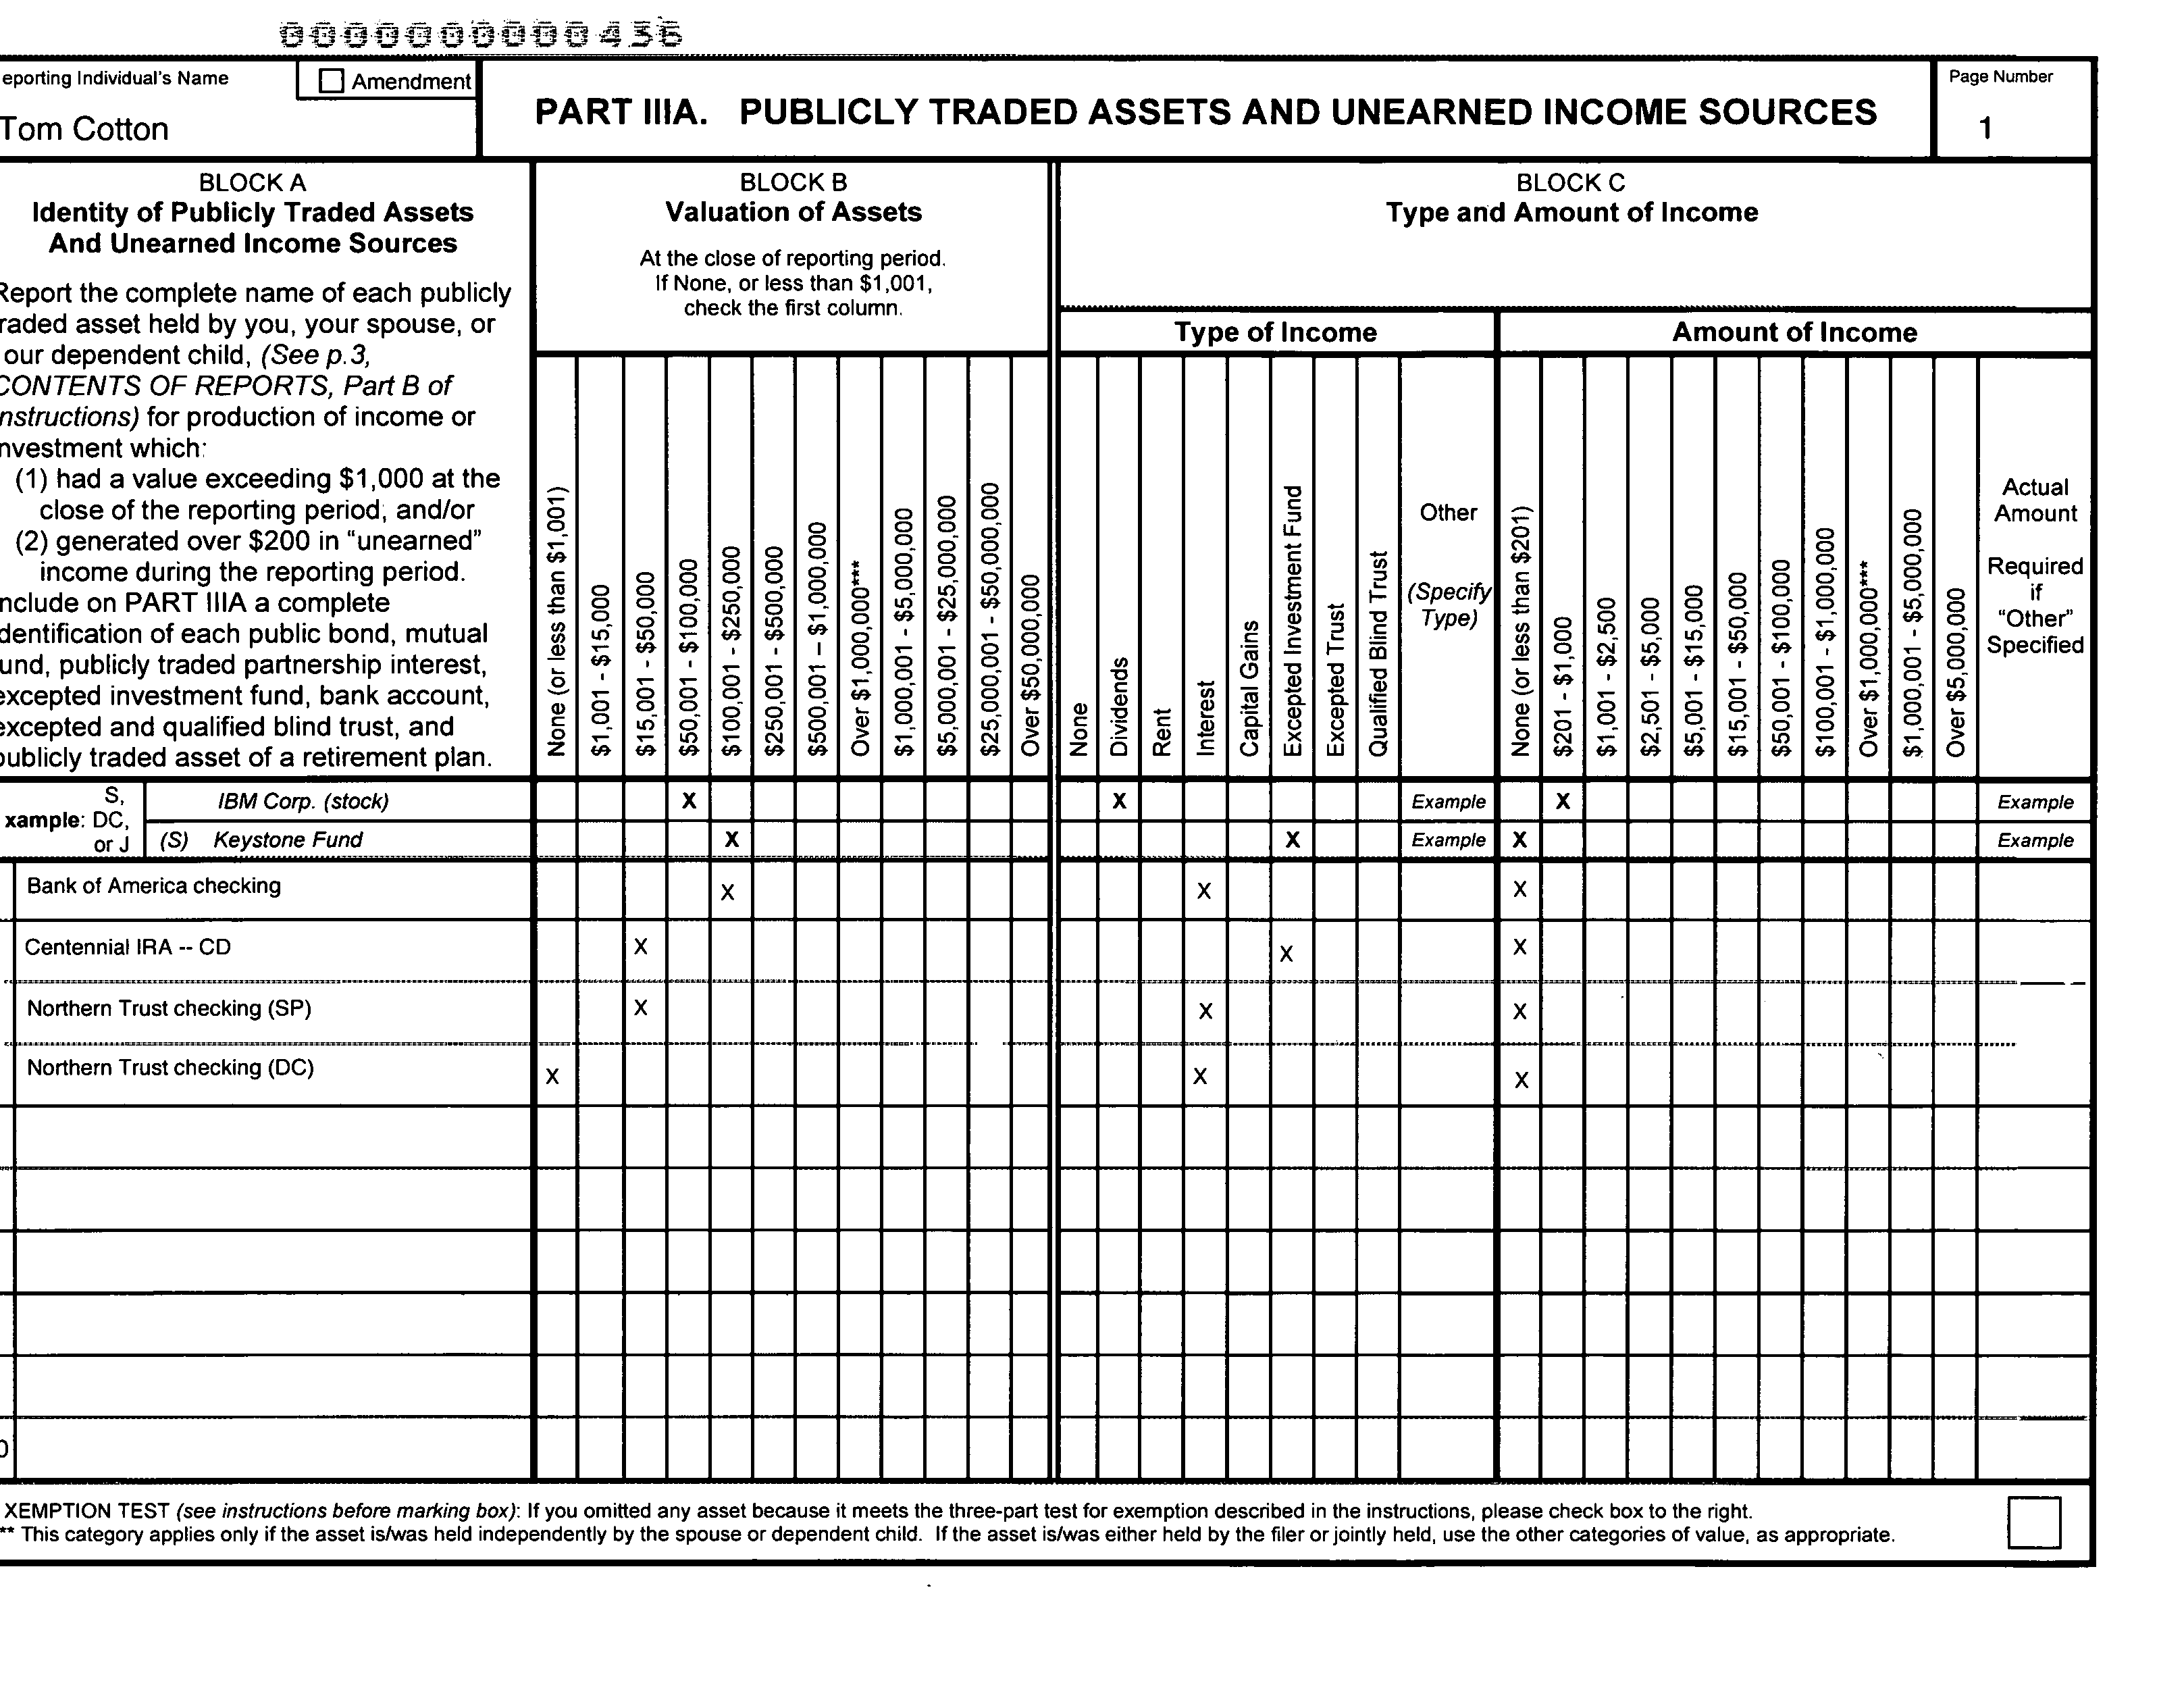 0000000000456
eporting Individual's Name
Amendment
Tom Cotton
PART IIIA. PUBLICLY TRADED ASSETS AND UNEARNED INCOME SOURCES
Page Number
1
BLOCK A
Identity of Publicly Traded Assets
And Unearned Income Sources
Report the complete name of each publicly
raded asset held by you, your spouse, or
our dependent child, (See p.3,
CONTENTS OF REPORTS, Part B of
nstructions) for production of income or
nvestment which:
(1) had a value exceeding $1,000 at the
close of the reporting period; and/or
(2) generated over $200 in "unearned"
income during the reporting period.
nclude on PART IIIA a complete
dentification of each public bond, mutual
und, publicly traded partnership interest,
excepted investment fund, bank account,
excepted and qualified blind trust, and
publicly traded asset of a retirement plan.
BLOCK B
Valuation of Assets
At the close of reporting period.
If None, or less than $1,001,
check the first column.
None (or less than $1,001)
$1,001 - $15,000
$15,001 - $50,000
$50,001 - $100,000
$100,001 - $250,000
$250,001 - $500,000
$500,001 – $1,000,000
Over $1,000,000***
$1,000,001 - $5,000,000
$5,000,001 - $25,000,000
$25,000,001 - $50,000,000
Over $50,000,000
BLOCK C
Type and Amount of Income
Type of Income
None
Dividends
Rent
Interest
Capital Gains
Excepted Investment Fund
Excepted Trust
Qualified Blind Trust
Other
(Specify
Type)
Amount of Income
None (or less than $201)
$201 - $1,000
$1,001 - $2,500
$2,501 - $5,000
$5,001 - $15,000
$15,001 - $50,000
$50,001 - $100,000
$100,001 - $1,000,000
Over $1,000,000***
$1,000,001 - $5,000,000
Over $5,000,000
Actual
Amount
Required
if
"Other"
Specified
xample: S, DC, or J
IBM Corp. (stock) X X Example X Example
(S) Keystone Fund X X Example X Example
Bank of America checking X X X
Centennial IRA -- CD X X X
Northern Trust checking (SP) X X X
Northern Trust checking (DC) X X X
0
XEMPTION TEST (see instructions before marking box): If you omitted any asset because it meets the three-part test for exemption described in the instructions, please check box to the right.
** This category applies only if the asset is/was held independently by the spouse or dependent child. If the asset is/was either held by the filer or jointly held, use the other categories of value, as appropriate.